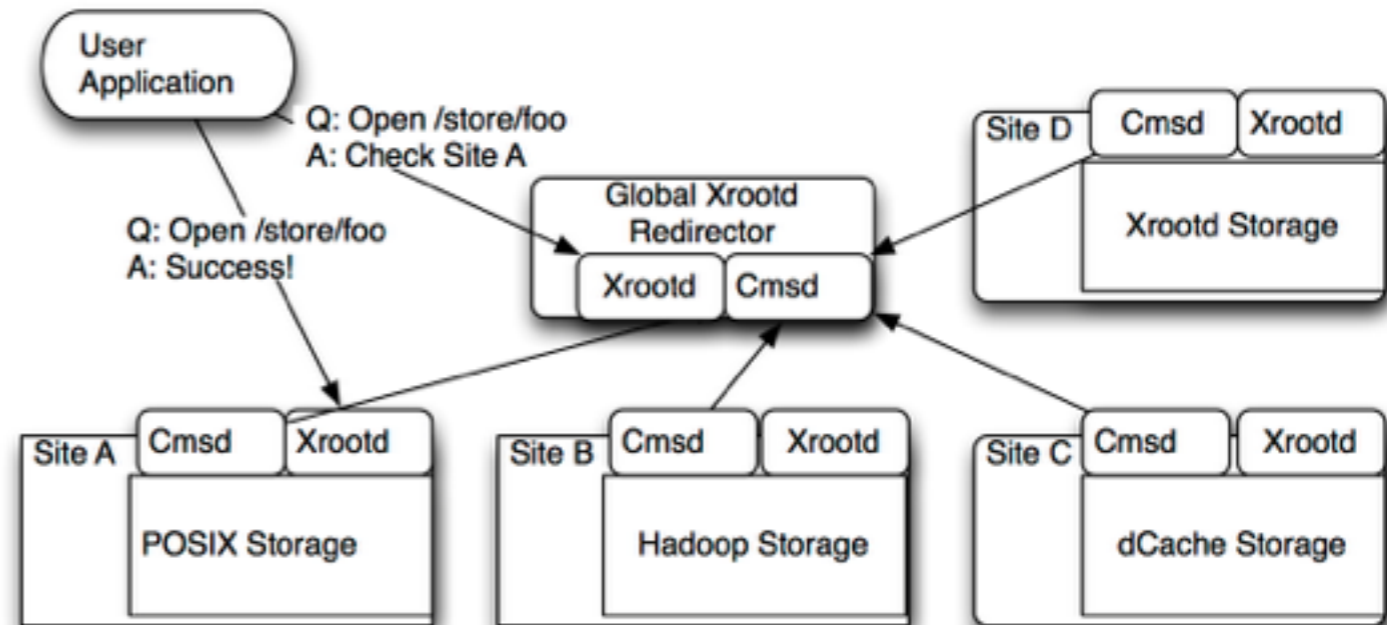 User
Application
Q: Open /store/foo
A: Check Site A
Q: Open /store/foo
A: Success!
Global Xrootd
Redirector
Xrootd
Cmsd
Site D
Cmsd
Xrootd
Xrootd Storage
Site A
Cmsd
Xrootd
POSIX Storage
Site B
Cmsd
Xrootd
Hadoop Storage
Site C
Cmsd
Xrootd
dCache Storage